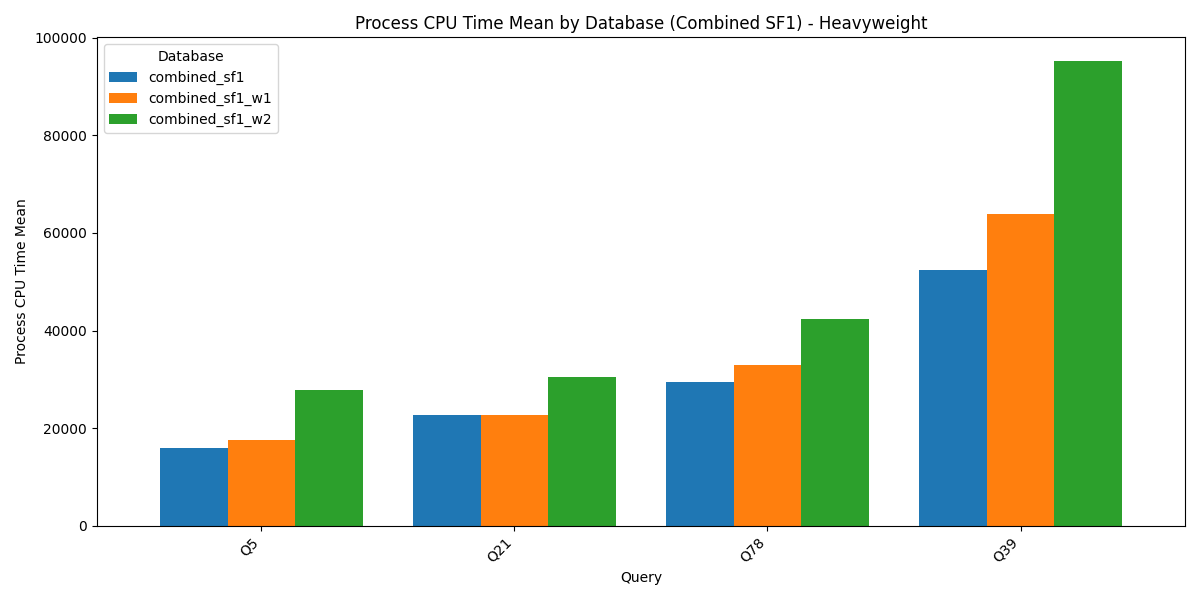 Process CPU Time Mean by Database (Combined SF1) - Heavyweight
Process CPU Time Mean
100000
80000
60000
40000
20000
0
Database
combined_sf1
combined_sf1_w1
combined_sf1_w2
Q5
Q21
Q78
Q39
Query